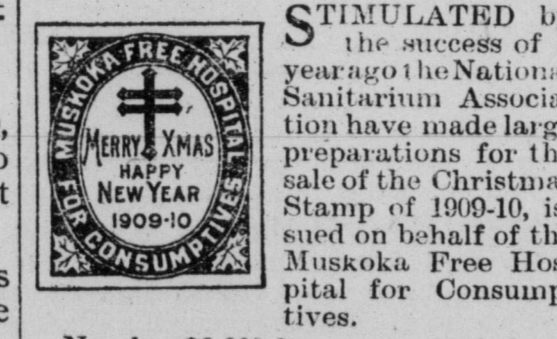 MUSKOKA FREE HOSPITAL
FOR CONSUMPTIVES
MERRY XMAS
HAPPY
NEW YEAR
1909-10
STIMULATED
the success of
year ago the Nationa
Sanitarium Associa
tion have made larg
preparations for th
sale of the Christma
Stamp of 1909-10, is
sued on behalf of th
Muskoka Free Hos
pital for Consump
tives.